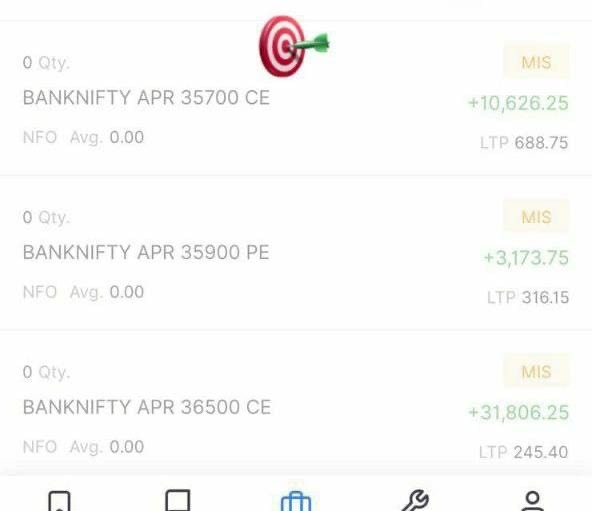 0 Qty. MIS
BANKNIFTY APR 35700 CE +10,626.25
NFO Avg. 0.00 LTP 688.75
0 Qty. MIS
BANKNIFTY APR 35900 PE +3,173.75
NFO Avg. 0.00 LTP 316.15
0 Qty. MIS
BANKNIFTY APR 36500 CE +31,806.25
NFO Avg. 0.00 LTP 245.40